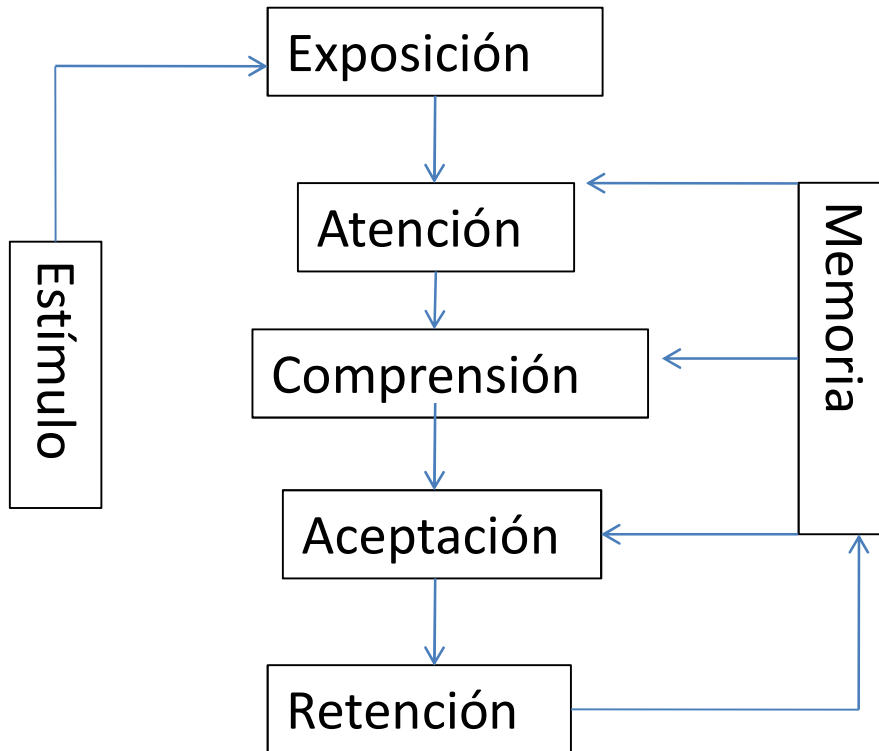 Exposición
Atención
Estímulo
Memoria
Comprensión
Aceptación
Retención